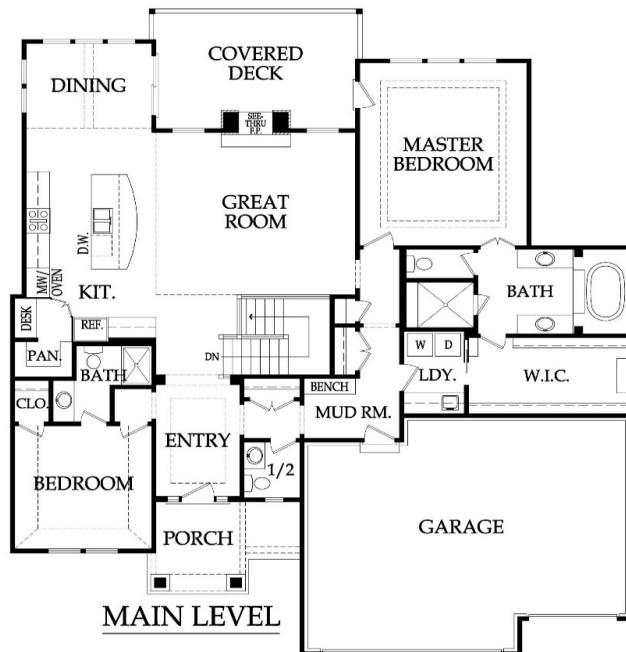 COVERED
DECK
DINING
SEE-
THRU
F.P.
MASTER
BEDROOM
GREAT
ROOM
D.W.
MW/
OVEN
KIT.
BATH
DESK
REF.
PAN.
DN
W
D
BATH
LDY.
W.I.C.
CLO.
BENCH
MUD RM.
ENTRY
1/2
BEDROOM
PORCH
GARAGE
MAIN LEVEL